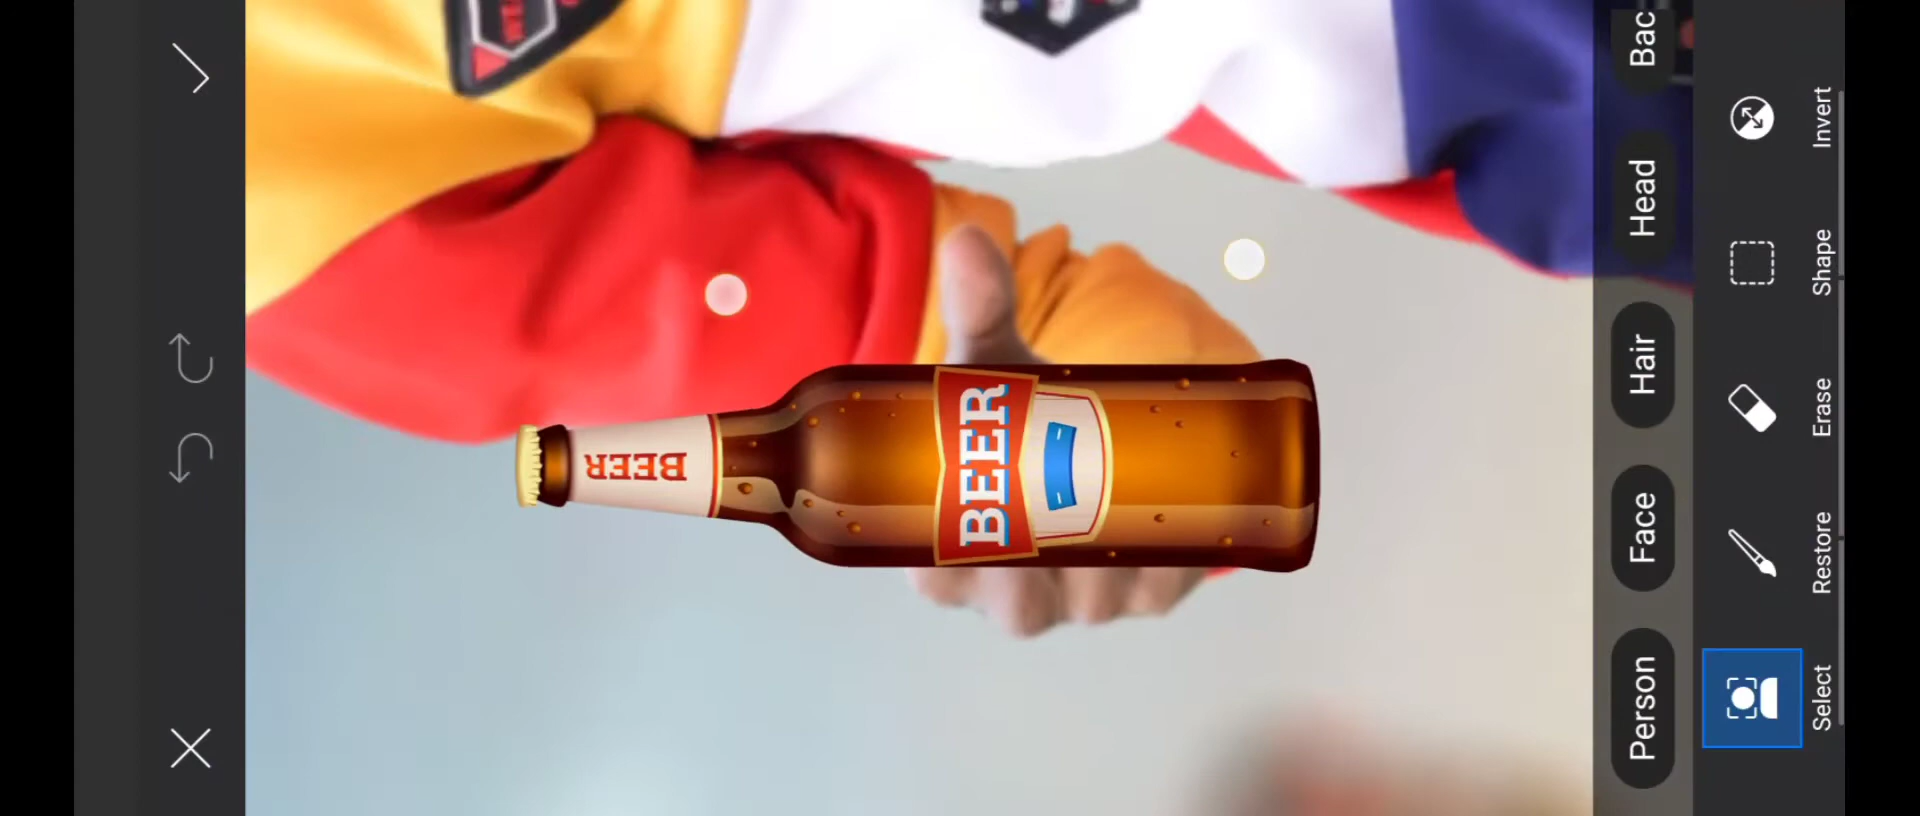 BEER
BEER
Person
Face
Hair
Head
Bac
Select
Restore
Erase
Shape
Invert